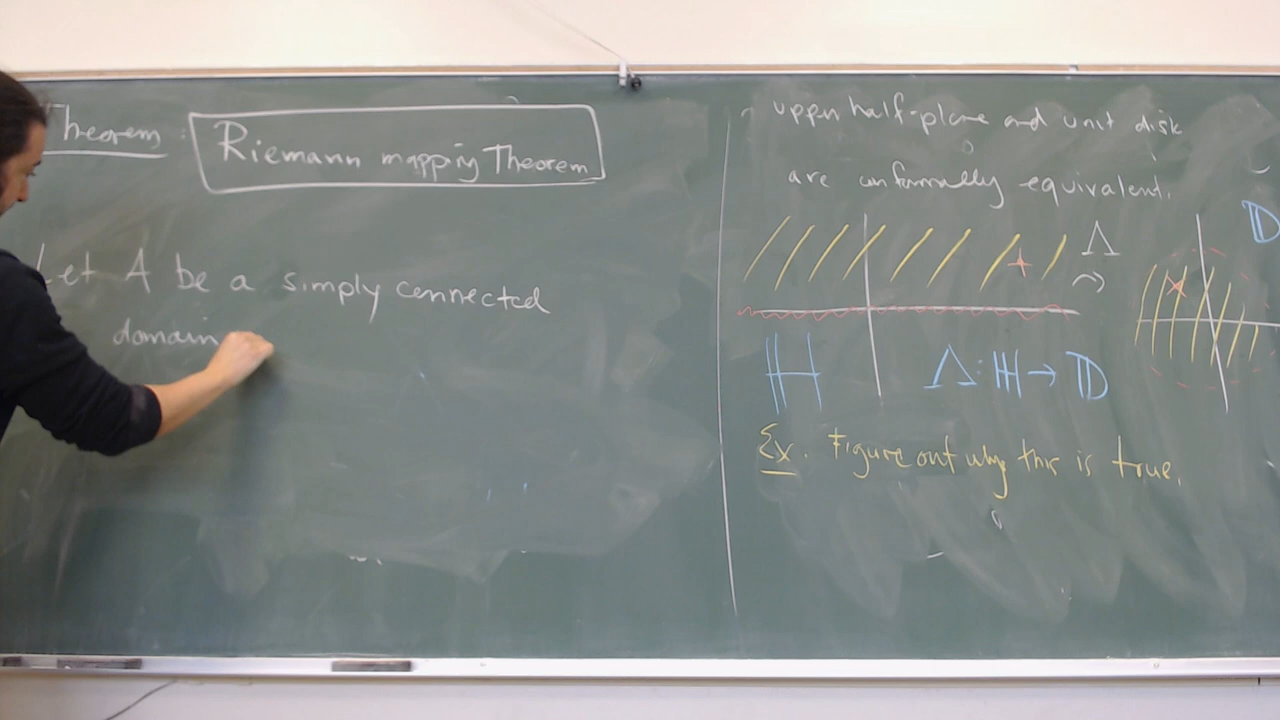 Theorem : Riemann mapping Theorem
Let A be a simply connected
domain
upper half-plane and unit disk
are conformally equivalent.
Λ
𝔻
ℍ
Λ: ℍ → 𝔻
Ex. Figure out why this is true.